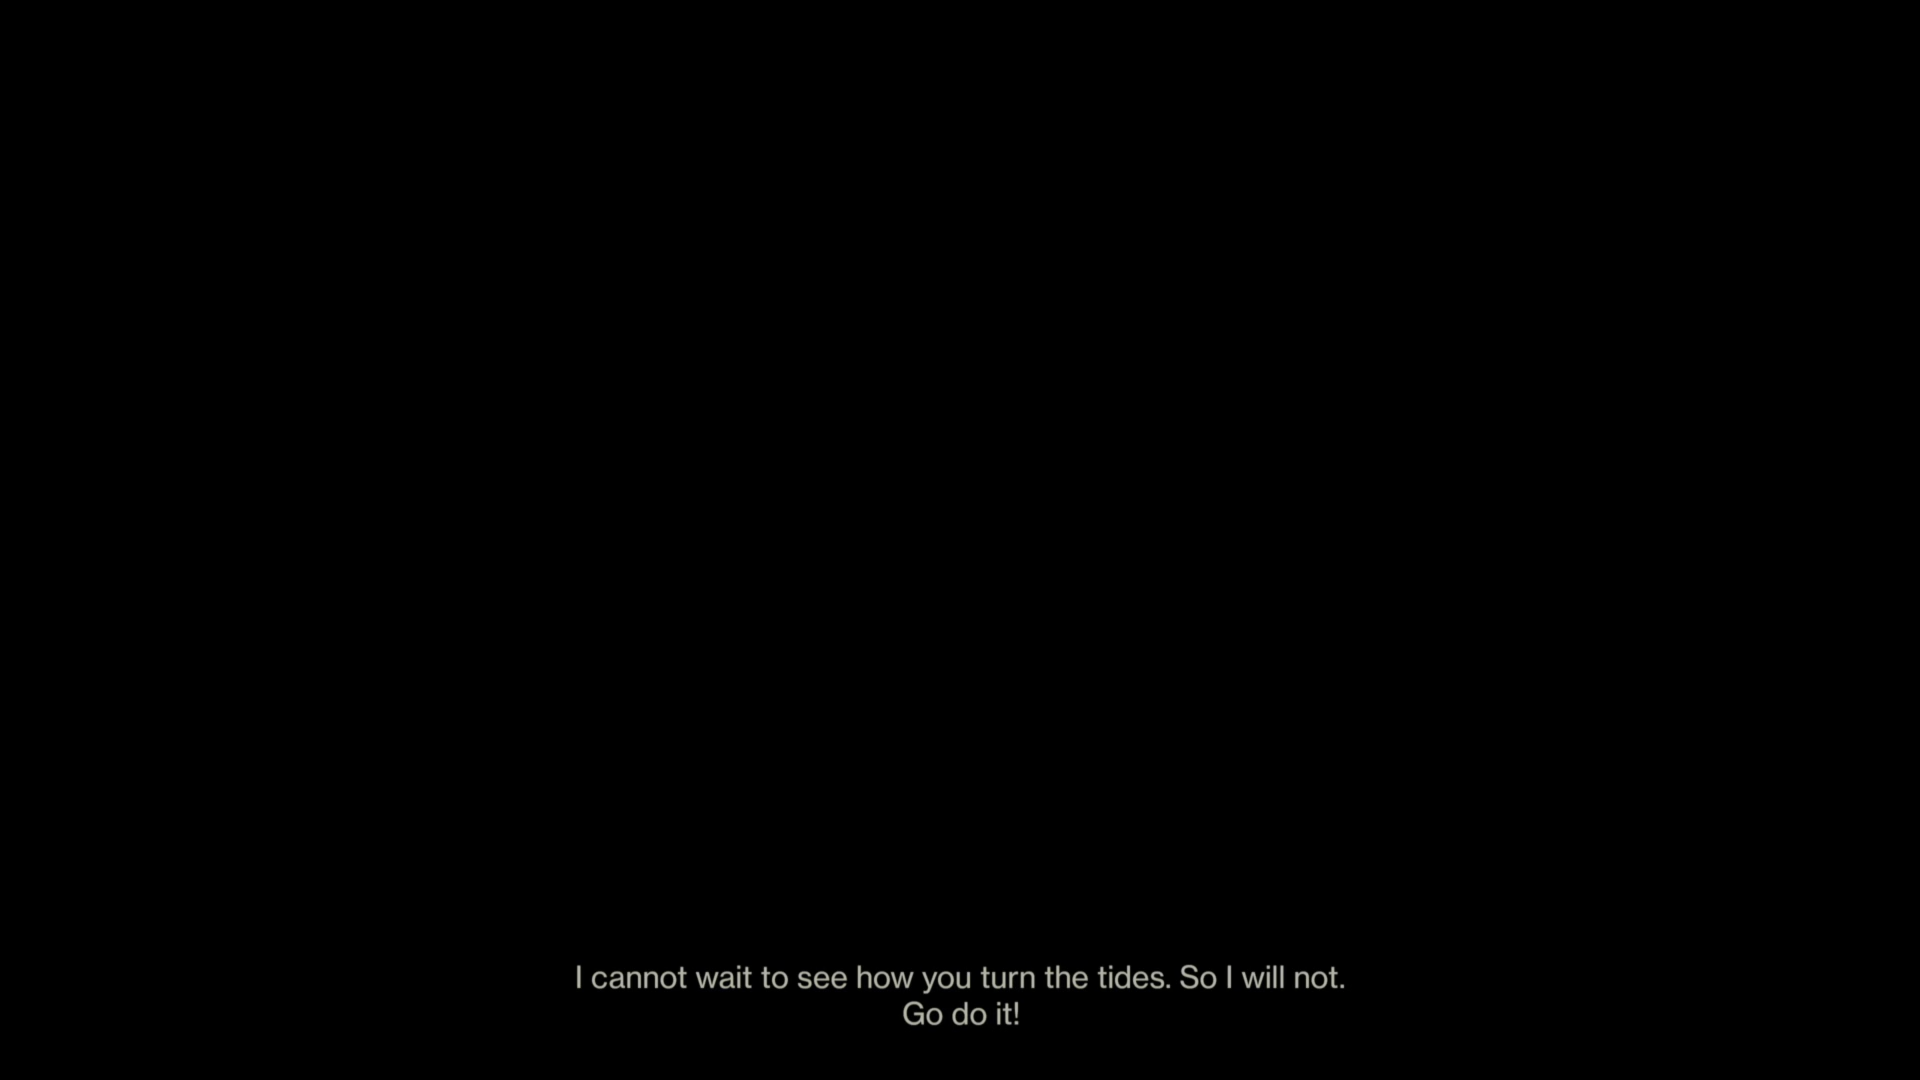 I cannot wait to see how you turn the tides. So I will not.
Go do it!